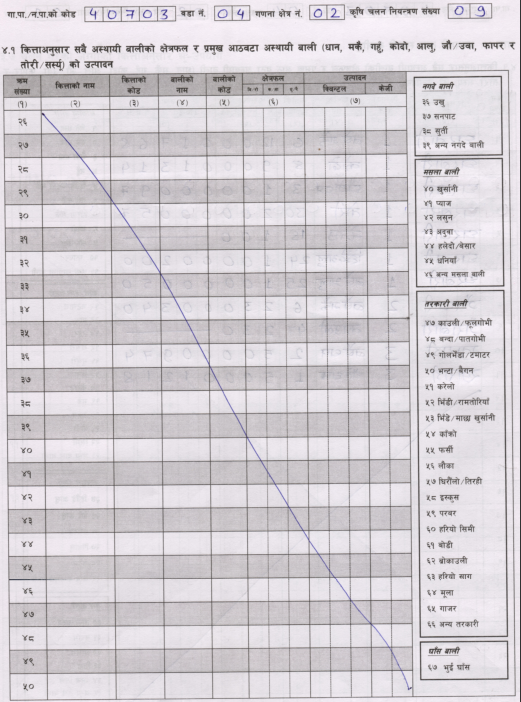 गा.पा./न.पा.को कोड 4 0 7 0 3 वडा नं. 0 4 गणना क्षेत्र नं. 0 2 कृषि चलन नियन्त्रण संख्या 0 9
४.१ कित्ताअनुसार सबै अस्थायी बालीको क्षेत्रफल र प्रमुख आठवटा अस्थायी बाली (धान, मकै, गहुँ, कोदो, आलु, जौ/उवा, फापर र
तोरी/सर्स्यू) को उत्पादन
क्रम संख्या कित्ताको नाम कित्ताको कोड बालीको नाम बालीको कोड क्षेत्रफल उत्पादन
क्विन्टल केजी
(१) (२) (३) (४) (५) (६) (७)
२६
२७
२८
२९
३०
३१
३२
३३
३४
३५
३६
३७
३८
३९
४०
४१
४२
४३
४४
४५
४६
४७
४८
४९
५०
नगदे बाली
३६ उखु
३७ सनपाट
३८ सुर्ती
३९ अन्य नगदे बाली
मसला बाली
४० खुर्सानी
४१ प्याज
४२ लसुन
४३ अदुवा
४४ हलेदो/बेसार
४५ धनियाँ
४६ अन्य मसला बाली
तरकारी बाली
४७ काउली/फूलगोभी
४८ बन्दा/पातगोभी
४९ गोलभेंडा/टमाटर
५० भन्टा/बैगन
५१ करेलो
५२ भिंडी/रामतोरियाँ
५३ भिंडे/माछा खुर्सानी
५४ काँक्रो
५५ फर्सी
५६ लौका
५७ घिरौंलो/तिरही
५८ इस्कुस
५९ परवर
६० हरियो सिमी
६१ बोडी
६२ ब्रोकाउली
६३ हरियो साग
६४ मूला
६५ गाजर
६६ अन्य तरकारी
घाँस बाली
६७ भुई घाँस